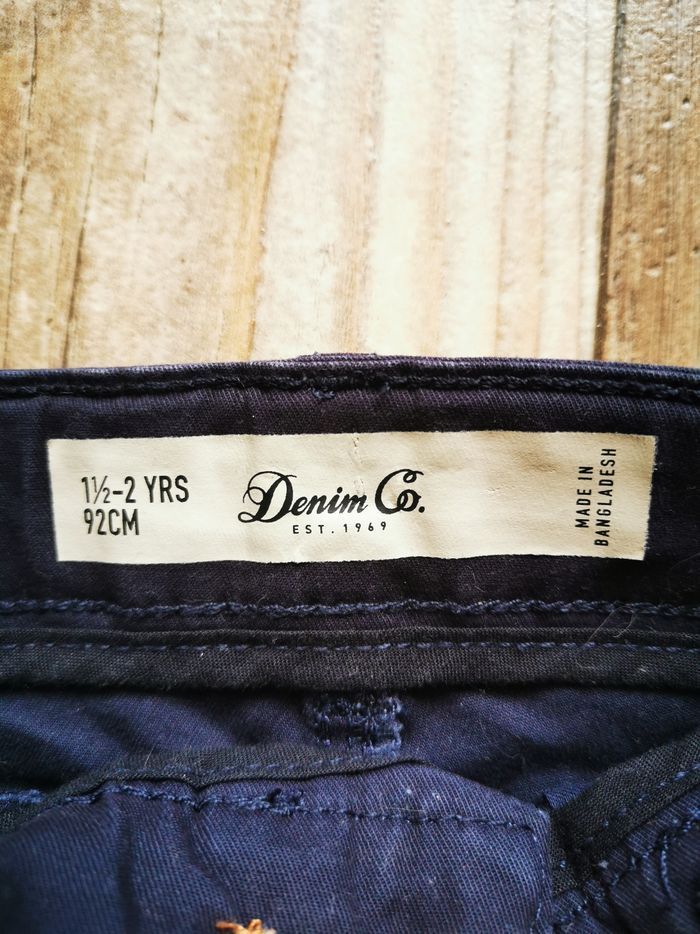 1½-2 YRS
92CM
Denim Co.
EST. 1969
MADE IN
BANGLADESH